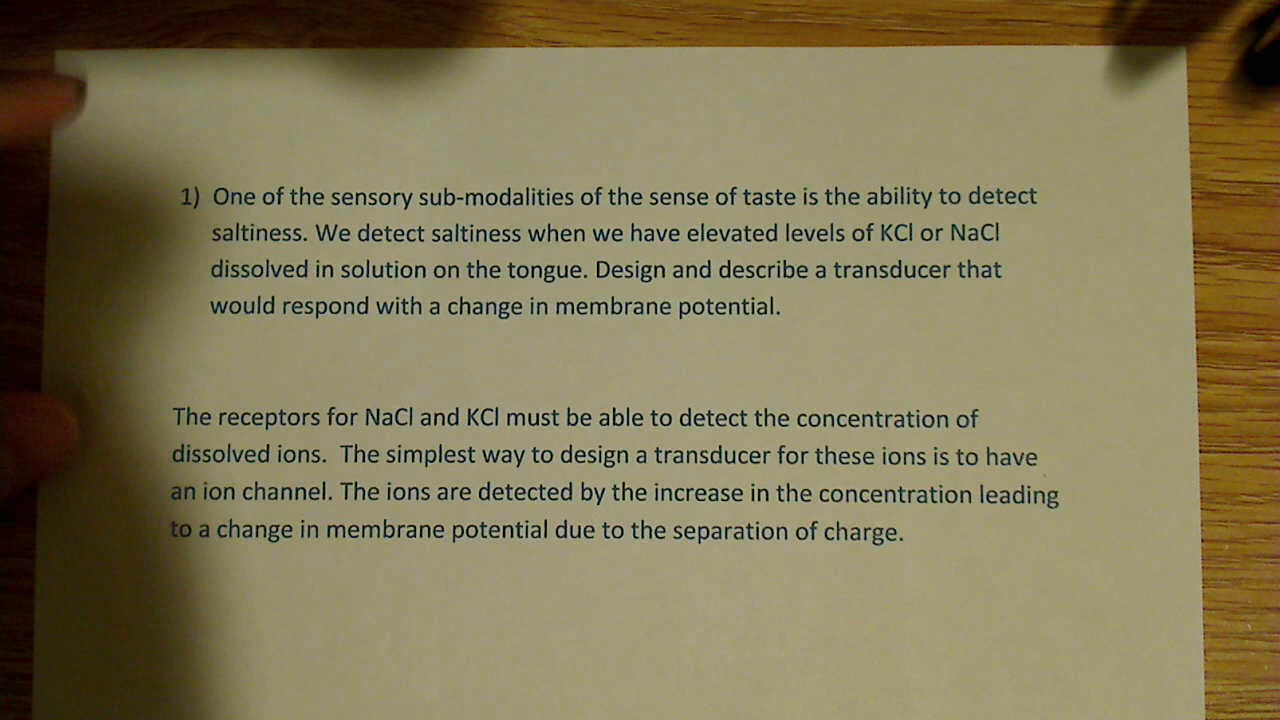 1) One of the sensory sub-modalities of the sense of taste is the ability to detect
saltiness. We detect saltiness when we have elevated levels of KCl or NaCl
dissolved in solution on the tongue. Design and describe a transducer that
would respond with a change in membrane potential.
The receptors for NaCl and KCl must be able to detect the concentration of
dissolved ions. The simplest way to design a transducer for these ions is to have
an ion channel. The ions are detected by the increase in the concentration leading
to a change in membrane potential due to the separation of charge.